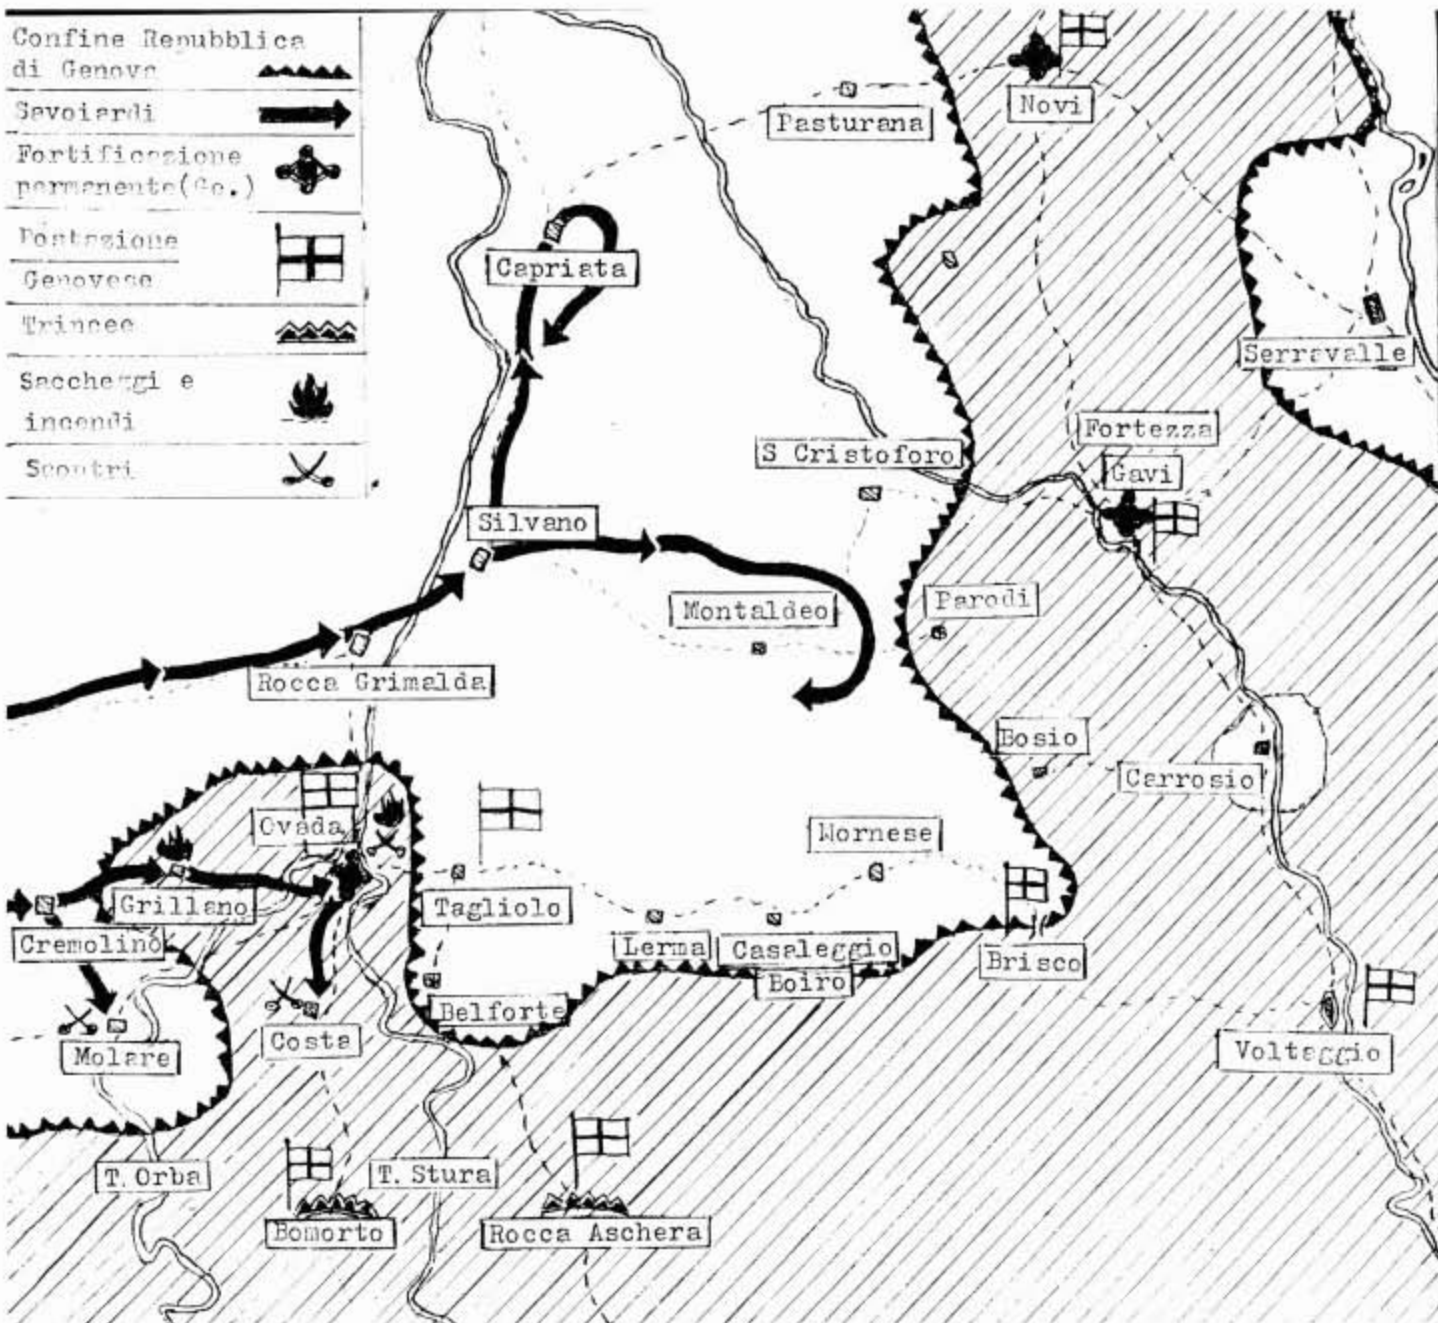 Confine Repubblica
di Genova
Savoiardi
Fortificazione
permanente(Ge.)
Postazione
Genovese
Trincee
Saccheggi e
incendi
Scontri
Novi
Pasturana
Capriata
Serravalle
Fortezza
S Cristoforo
Gavi
Silvano
Montaldeo
Parodi
Rocca Grimalda
Bosio
Carrosio
Ovada
Mornese
Grillano
Tagliolo
Cremolino
Lerma
Casaleggio
Boiro
Brisco
Belforte
Costa
Molare
Voltaggio
T. Orba
T. Stura
Bomorto
Rocca Aschera